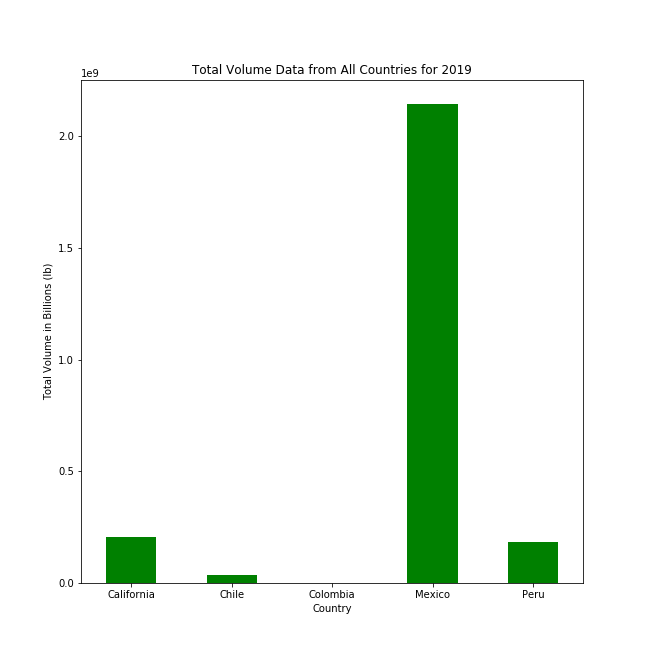 Total Volume Data from All Countries for 2019
1e9
2.0
1.5
1.0
0.5
0.0
Total Volume in Billions (lb)
California Chile Colombia Mexico Peru
Country